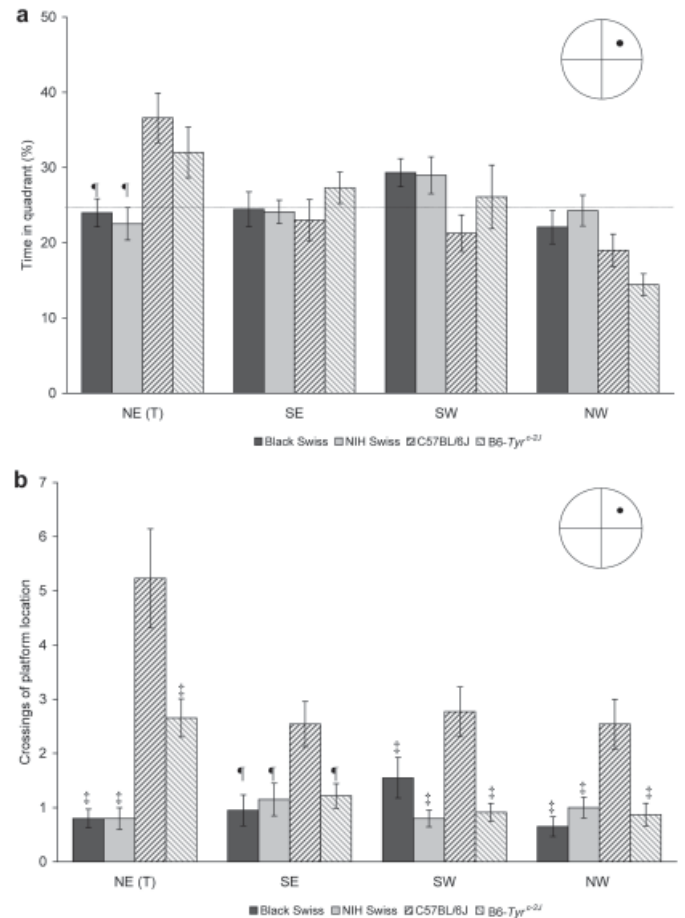 a
50
40
30
20
10
0
Time in quadrant (%)
¶ ¶
NE (T) SE SW NW
Black Swiss NIH Swiss C57BL/6J B6-Tyr^c-2J
b
7
6
5
4
3
2
1
0
Crossings of platform location
‡ ‡ ‡ ¶ ¶ ¶ ‡ ‡ ‡ ‡ ‡ ‡
NE (T) SE SW NW
Black Swiss NIH Swiss C57BL/6J B6-Tyr^c-2J